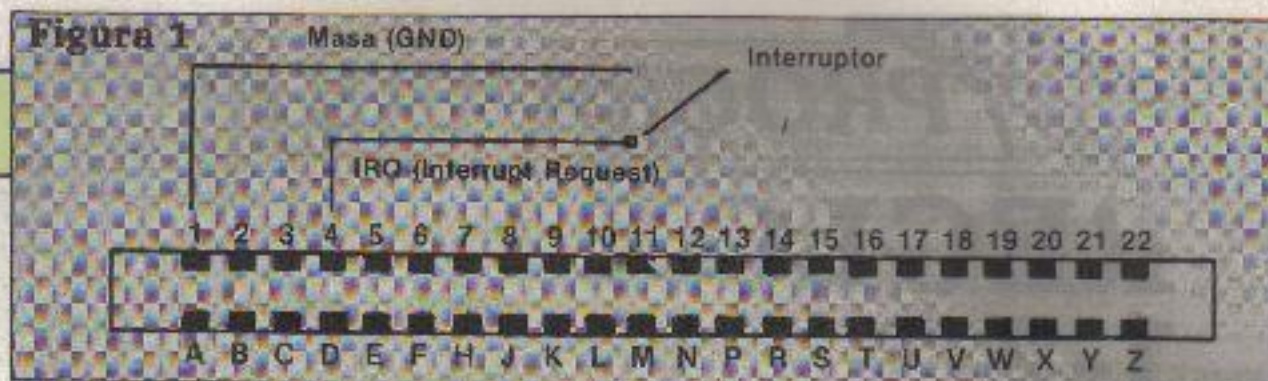 Figura 1
Masa (GND)
Interruptor
IRQ (Interrupt Request)
1 2 3 4 5 6 7 8 9 10 11 12 13 14 15 16 17 18 19 20 21 22
A B C D E F H J K L M N P R S T U V W X Y Z